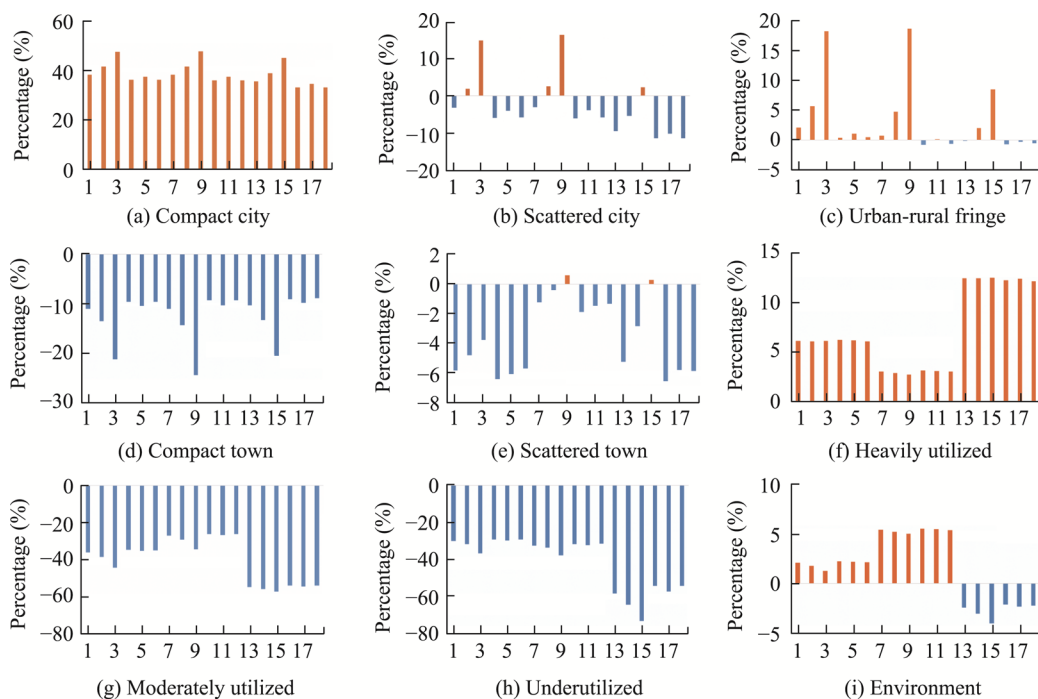 Percentage (%)
60
40
20
0
1 3 5 7 9 11 13 15 17
(a) Compact city
Percentage (%)
20
10
0
−10
−20
1 3 5 7 9 11 13 15 17
(b) Scattered city
Percentage (%)
20
15
10
5
0
−5
1 3 5 7 9 11 13 15 17
(c) Urban-rural fringe
Percentage (%)
0
−10
−20
−30
1 3 5 7 9 11 13 15 17
(d) Compact town
Percentage (%)
2
0
−2
−4
−6
−8
1 3 5 7 9 11 13 15 17
(e) Scattered town
Percentage (%)
15
10
5
0
1 3 5 7 9 11 13 15 17
(f) Heavily utilized
Percentage (%)
0
−20
−40
−60
−80
1 3 5 7 9 11 13 15 17
(g) Moderately utilized
Percentage (%)
0
−20
−40
−60
−80
1 3 5 7 9 11 13 15 17
(h) Underutilized
Percentage (%)
10
5
0
−5
1 3 5 7 9 11 13 15 17
(i) Environment